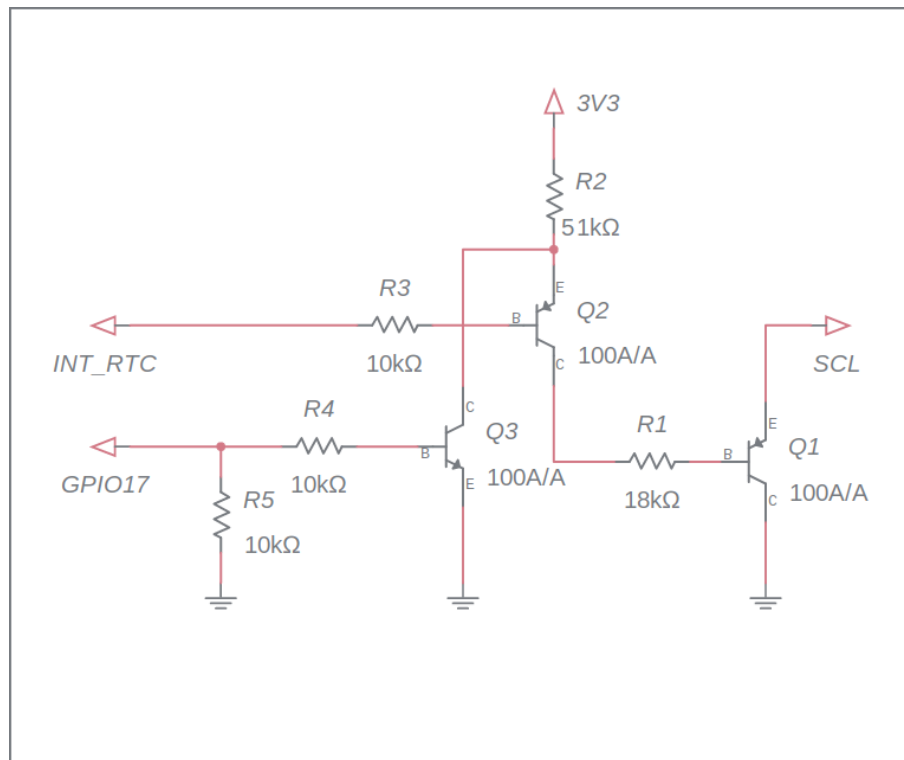 3V3
R2
51kΩ
E
R3
B
Q2
INT_RTC
10kΩ
C
100A/A
SCL
C
E
R4
Q3
R1
Q1
B
B
GPIO17
10kΩ
E
100A/A
18kΩ
100A/A
R5
C
10kΩ